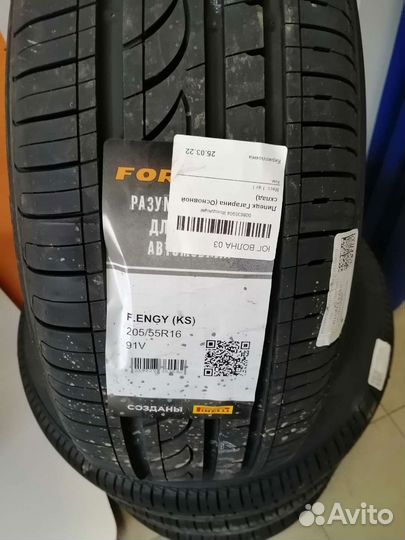 FOR
РАЗУМ
ДЛ
АВТОМОБИЛ
F.ENGY (KS)
205/55R16
91V
СОЗДАНЫ
PIRELLI
25.03.22
Липецк Гагарина (Основной
склад)
ЮГ ВОЛНА 03
Avito